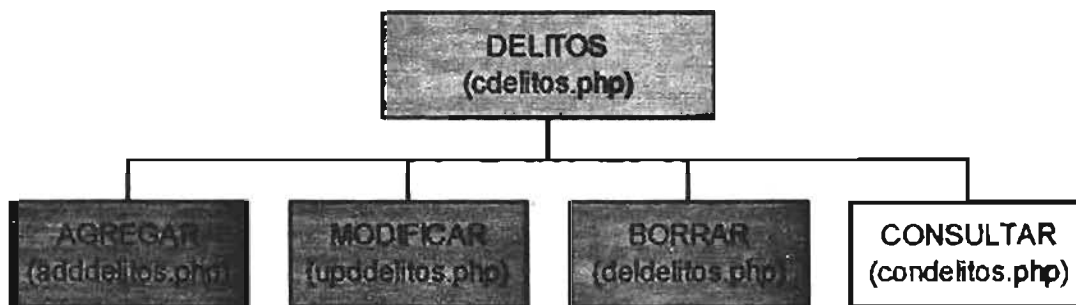 DELITOS
(cdelitos.php)
AGREGAR
(adddelitos.php)
MODIFICAR
(upddelitos.php)
BORRAR
(deldelitos.php)
CONSULTAR
(condelitos.php)